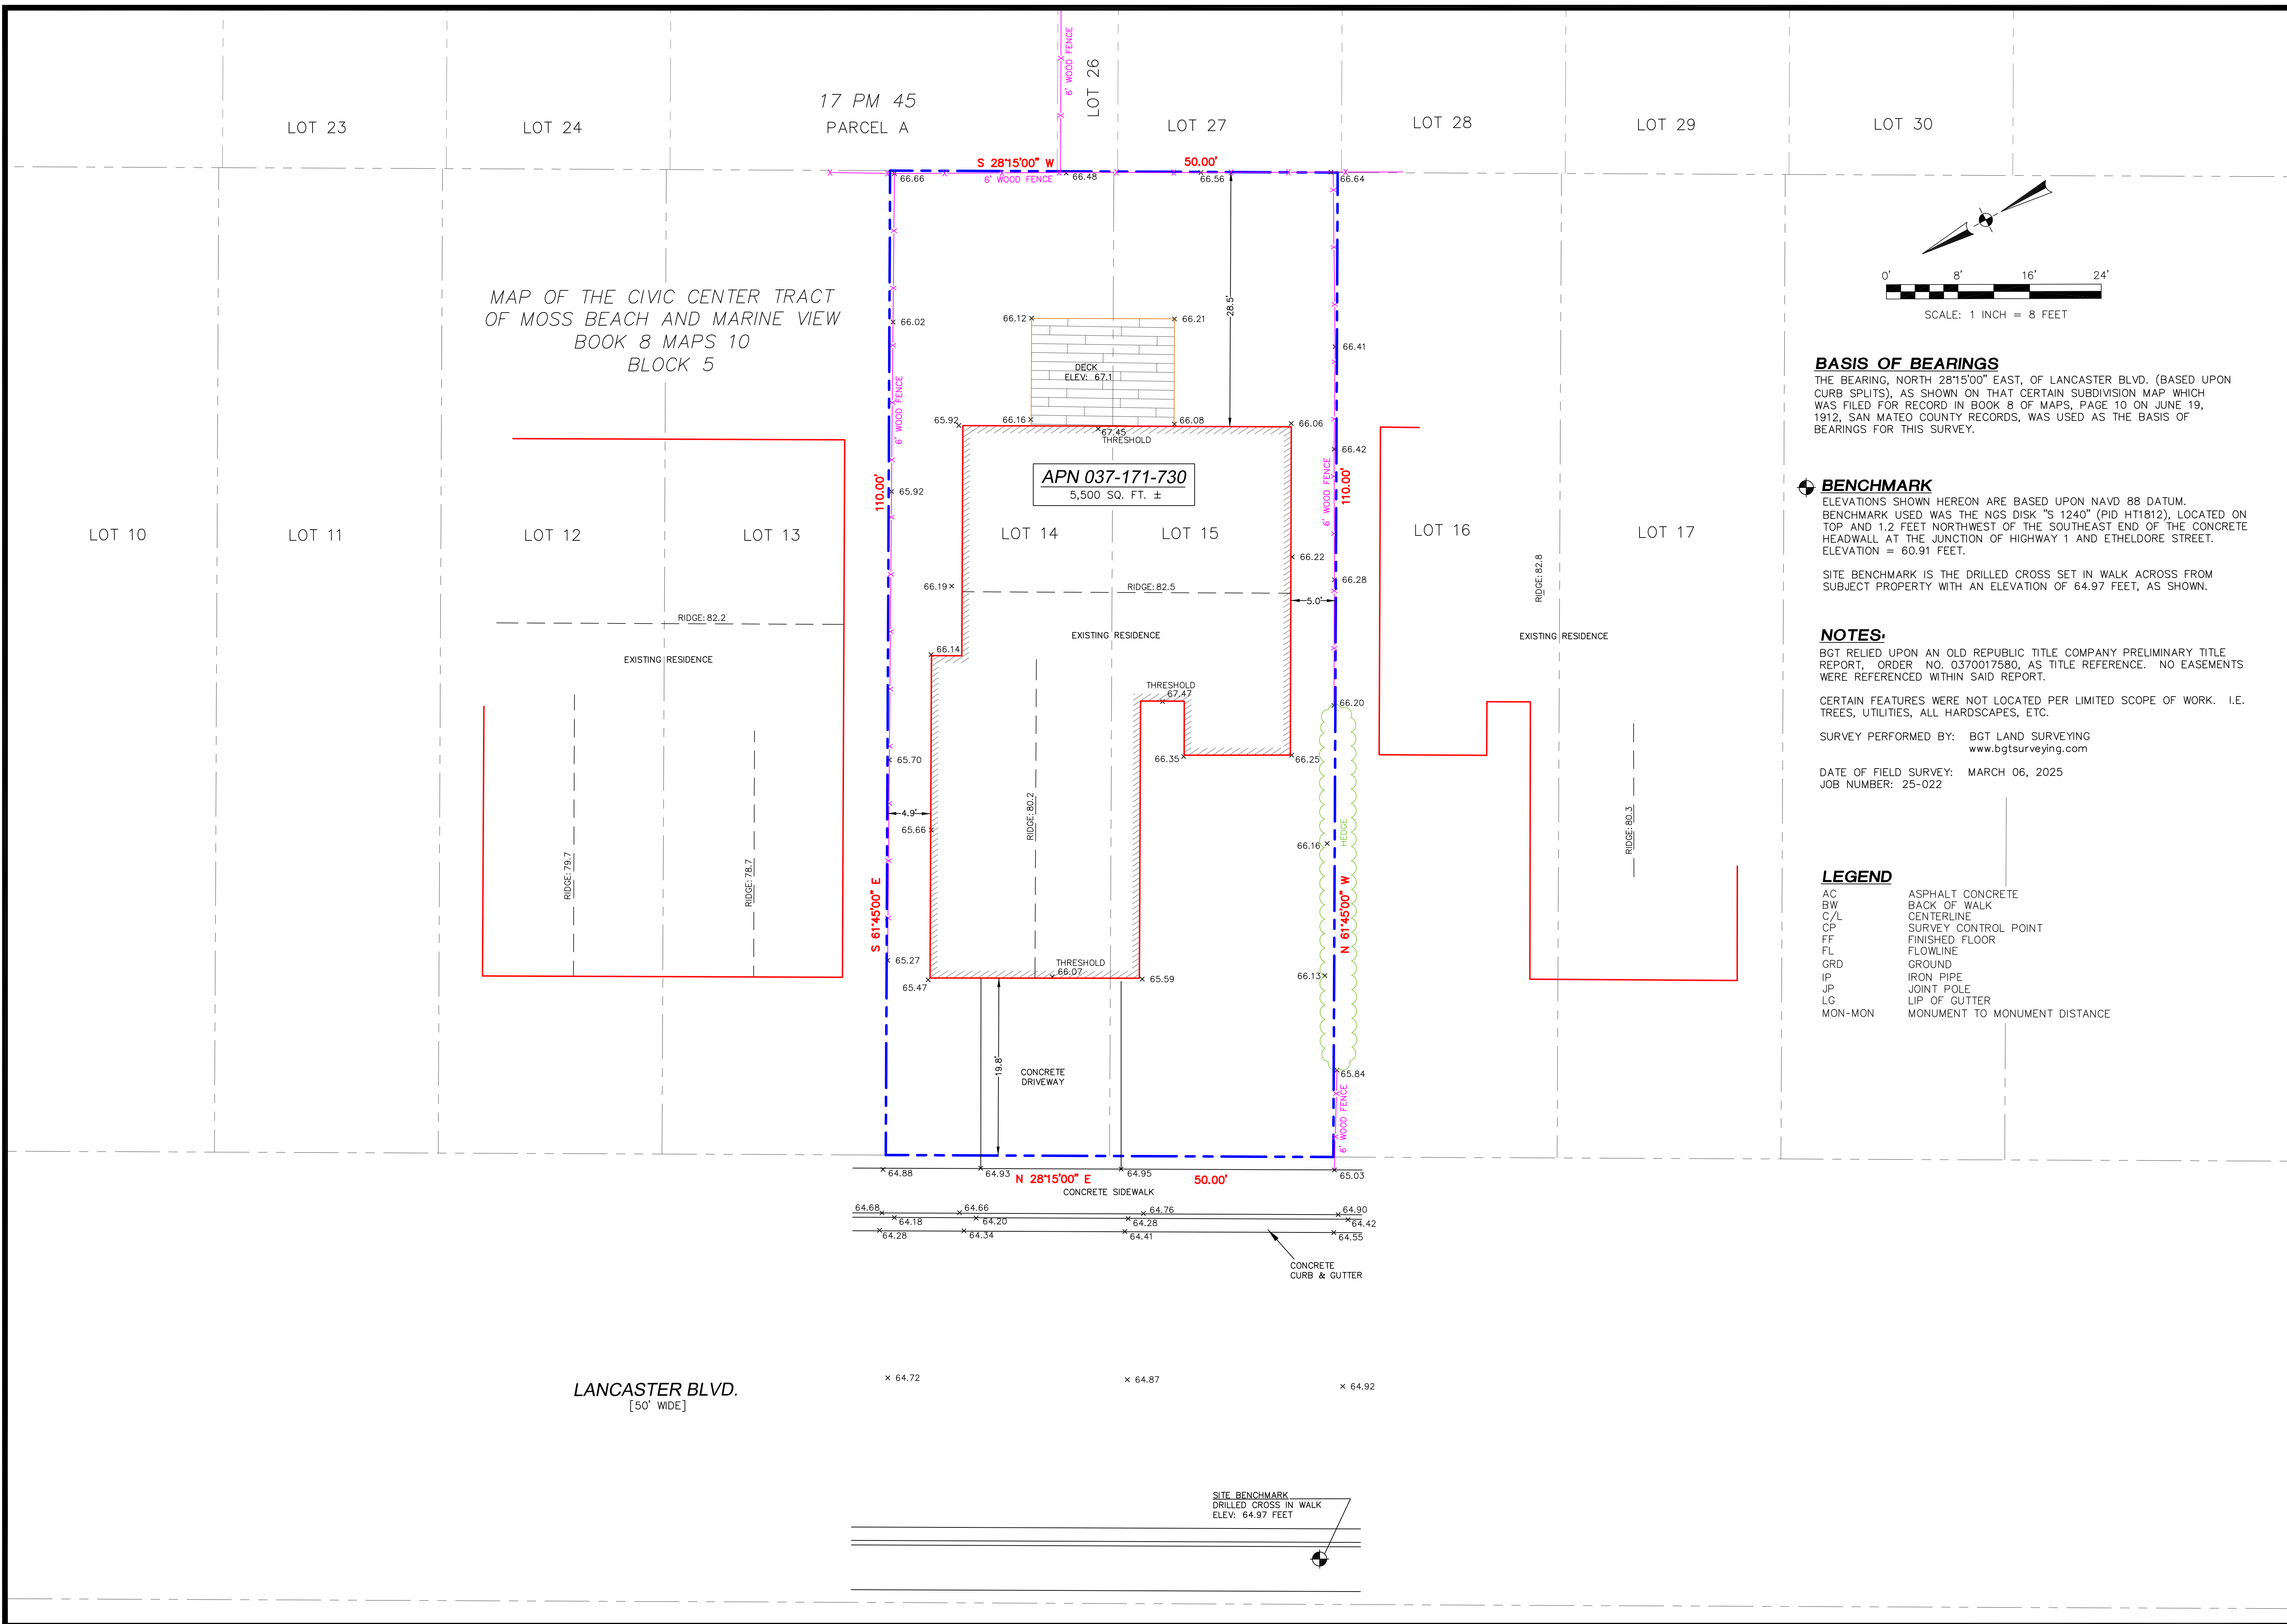 6' WOOD FENCE
LOT 26
17 PM 45
PARCEL A
LOT 23
LOT 24
LOT 27
LOT 28
LOT 29
LOT 30
S 28°15'00" W
50.00'
6' WOOD FENCE
66.66
66.48
66.56
66.64
MAP OF THE CIVIC CENTER TRACT
OF MOSS BEACH AND MARINE VIEW
BOOK 8 MAPS 10
BLOCK 5
66.02
66.12
66.21
28.5'
66.41
DECK
ELEV: 67.1
6' WOOD FENCE
65.92
66.16
67.45
THRESHOLD
66.08
66.06
66.42
APN 037-171-730
5,500 SQ. FT. ±
110.00'
65.92
6' WOOD FENCE
110.00'
LOT 10
LOT 11
LOT 12
LOT 13
LOT 14
LOT 15
LOT 16
LOT 17
66.22
66.19
RIDGE: 82.5
66.28
5.0'
RIDGE: 82.8
RIDGE: 82.2
EXISTING RESIDENCE
EXISTING RESIDENCE
EXISTING RESIDENCE
66.14
THRESHOLD
67.47
66.20
66.35
66.25
65.70
4.9'
65.66
RIDGE: 80.2
RIDGE: 80.3
HEDGE
66.16
RIDGE: 79.7
RIDGE: 78.7
S 61°45'00" E
N 61°45'00" W
65.27
THRESHOLD
66.07
65.47
65.59
66.13
19.8'
CONCRETE
DRIVEWAY
65.84
6' WOOD FENCE
64.88
64.93
64.95
65.03
N 28°15'00" E
50.00'
CONCRETE SIDEWALK
64.68
64.66
64.76
64.90
64.18
64.20
64.28
64.42
64.28
64.34
64.41
64.55
CONCRETE
CURB & GUTTER
64.72
64.87
64.92
LANCASTER BLVD.
[50' WIDE]
SITE BENCHMARK
DRILLED CROSS IN WALK
ELEV: 64.97 FEET
0'
8'
16'
24'
SCALE: 1 INCH = 8 FEET
BASIS OF BEARINGS
THE BEARING, NORTH 28°15'00" EAST, OF LANCASTER BLVD. (BASED UPON
CURB SPLITS), AS SHOWN ON THAT CERTAIN SUBDIVISION MAP WHICH
WAS FILED FOR RECORD IN BOOK 8 OF MAPS, PAGE 10 ON JUNE 19,
1912, SAN MATEO COUNTY RECORDS, WAS USED AS THE BASIS OF
BEARINGS FOR THIS SURVEY.
BENCHMARK
ELEVATIONS SHOWN HEREON ARE BASED UPON NAVD 88 DATUM.
BENCHMARK USED WAS THE NGS DISK "S 1240" (PID HT1812), LOCATED ON
TOP AND 1.2 FEET NORTHWEST OF THE SOUTHEAST END OF THE CONCRETE
HEADWALL AT THE JUNCTION OF HIGHWAY 1 AND ETHELDORE STREET.
ELEVATION = 60.91 FEET.
SITE BENCHMARK IS THE DRILLED CROSS SET IN WALK ACROSS FROM
SUBJECT PROPERTY WITH AN ELEVATION OF 64.97 FEET, AS SHOWN.
NOTES:
BGT RELIED UPON AN OLD REPUBLIC TITLE COMPANY PRELIMINARY TITLE
REPORT, ORDER NO. 0370017580, AS TITLE REFERENCE. NO EASEMENTS
WERE REFERENCED WITHIN SAID REPORT.
CERTAIN FEATURES WERE NOT LOCATED PER LIMITED SCOPE OF WORK. I.E.
TREES, UTILITIES, ALL HARDSCAPES, ETC.
SURVEY PERFORMED BY: BGT LAND SURVEYING
www.bgtsurveying.com
DATE OF FIELD SURVEY: MARCH 06, 2025
JOB NUMBER: 25-022
LEGEND
AC ASPHALT CONCRETE
BW BACK OF WALK
C/L CENTERLINE
CP SURVEY CONTROL POINT
FF FINISHED FLOOR
FL FLOWLINE
GRD GROUND
IP IRON PIPE
JP JOINT POLE
LG LIP OF GUTTER
MON-MON MONUMENT TO MONUMENT DISTANCE